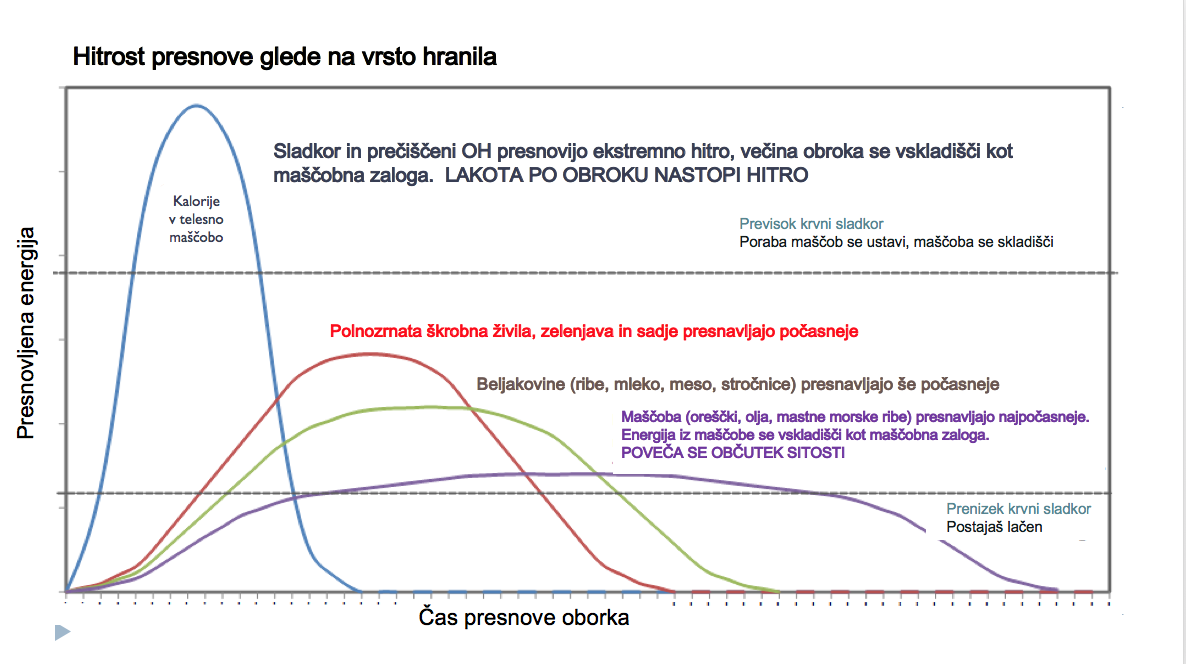 Hitrost presnove glede na vrsto hranila
Sladkor in prečiščeni OH presnovijo ekstremno hitro, večina obroka se vskladišči kot
maščobna zaloga. LAKOTA PO OBROKU NASTOPI HITRO
Kalorije
v telesno
maščobo
Previsok krvni sladkor
Poraba maščob se ustavi, maščoba se skladišči
Presnovljena energija
Polnozrnata škrobna živila, zelenjava in sadje presnavljajo počasneje
Beljakovine (ribe, mleko, meso, stročnice) presnavljajo še počasneje
Maščoba (oreščki, olja, mastne morske ribe) presnavljajo najpočasneje.
Energija iz maščobe se vskladišči kot maščobna zaloga.
POVEČA SE OBČUTEK SITOSTI
Prenizek krvni sladkor
Postajaš lačen
Čas presnove oborka